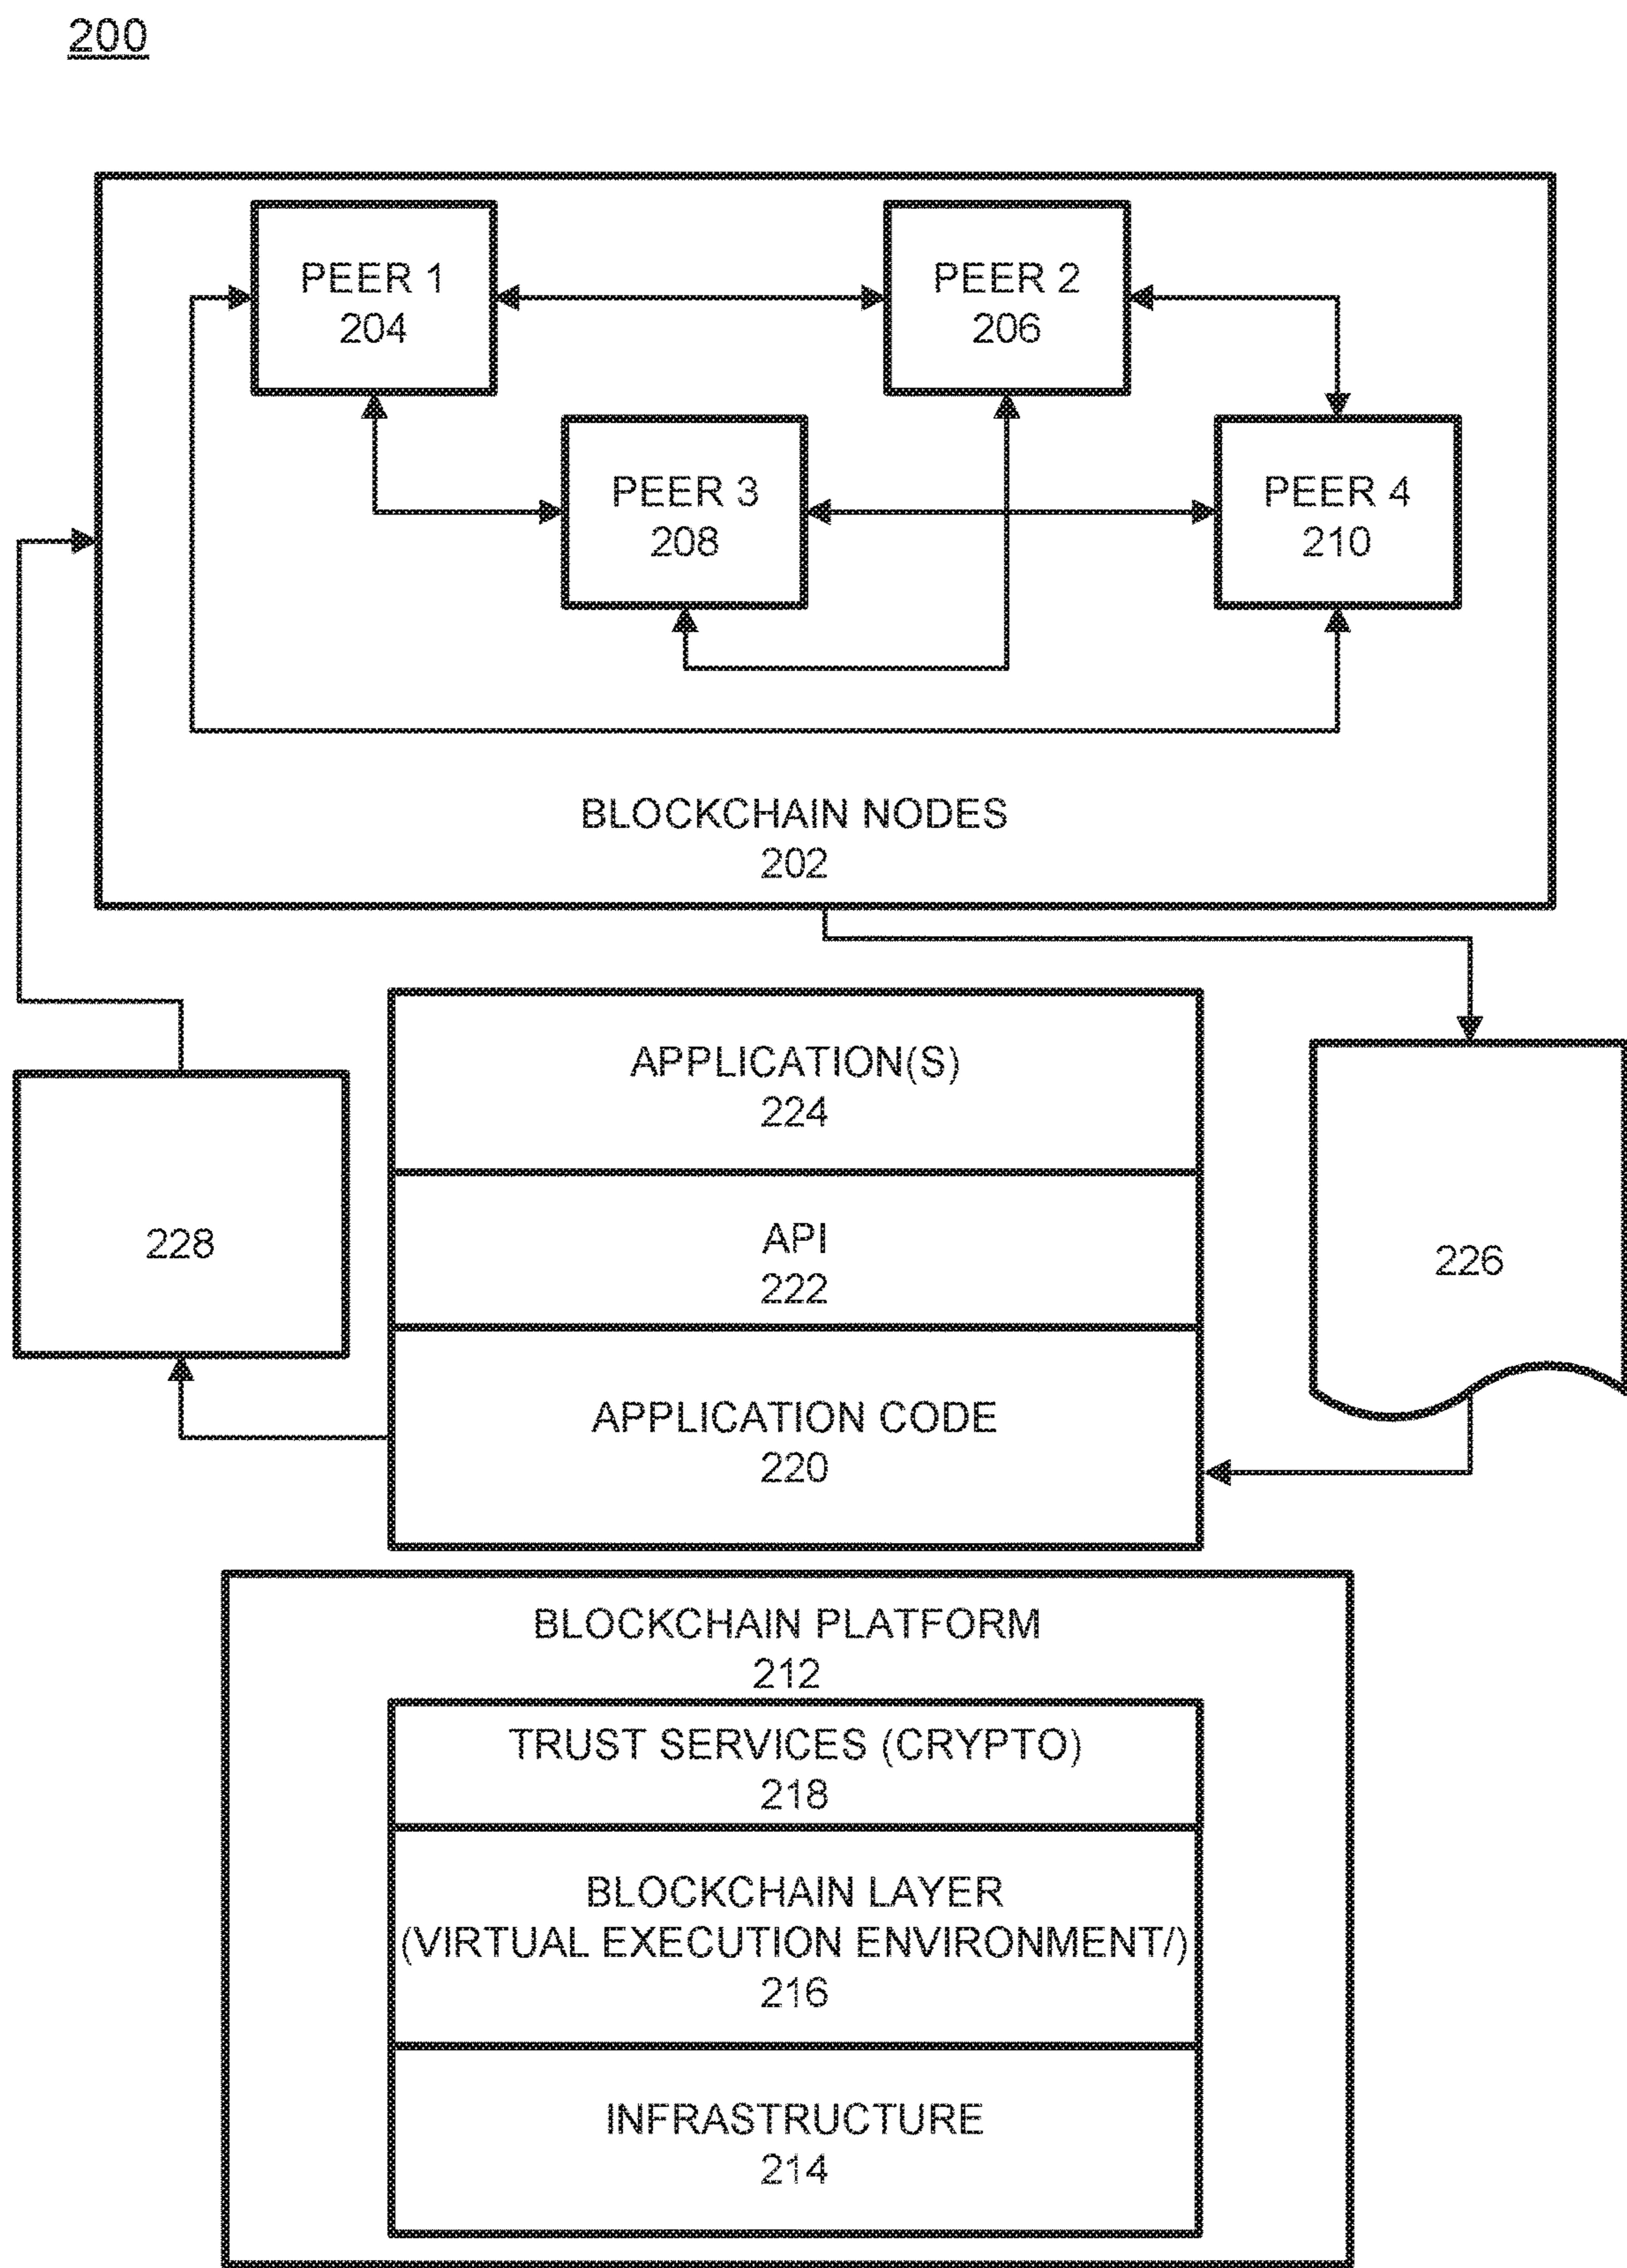 200
PEER 1
204
PEER 2
206
PEER 3
208
PEER 4
210
BLOCKCHAIN NODES
202
APPLICATION(S)
224
API
222
228
226
APPLICATION CODE
220
BLOCKCHAIN PLATFORM
212
TRUST SERVICES (CRYPTO)
218
BLOCKCHAIN LAYER
(VIRTUAL EXECUTION ENVIRONMENT/)
216
INFRASTRUCTURE
214